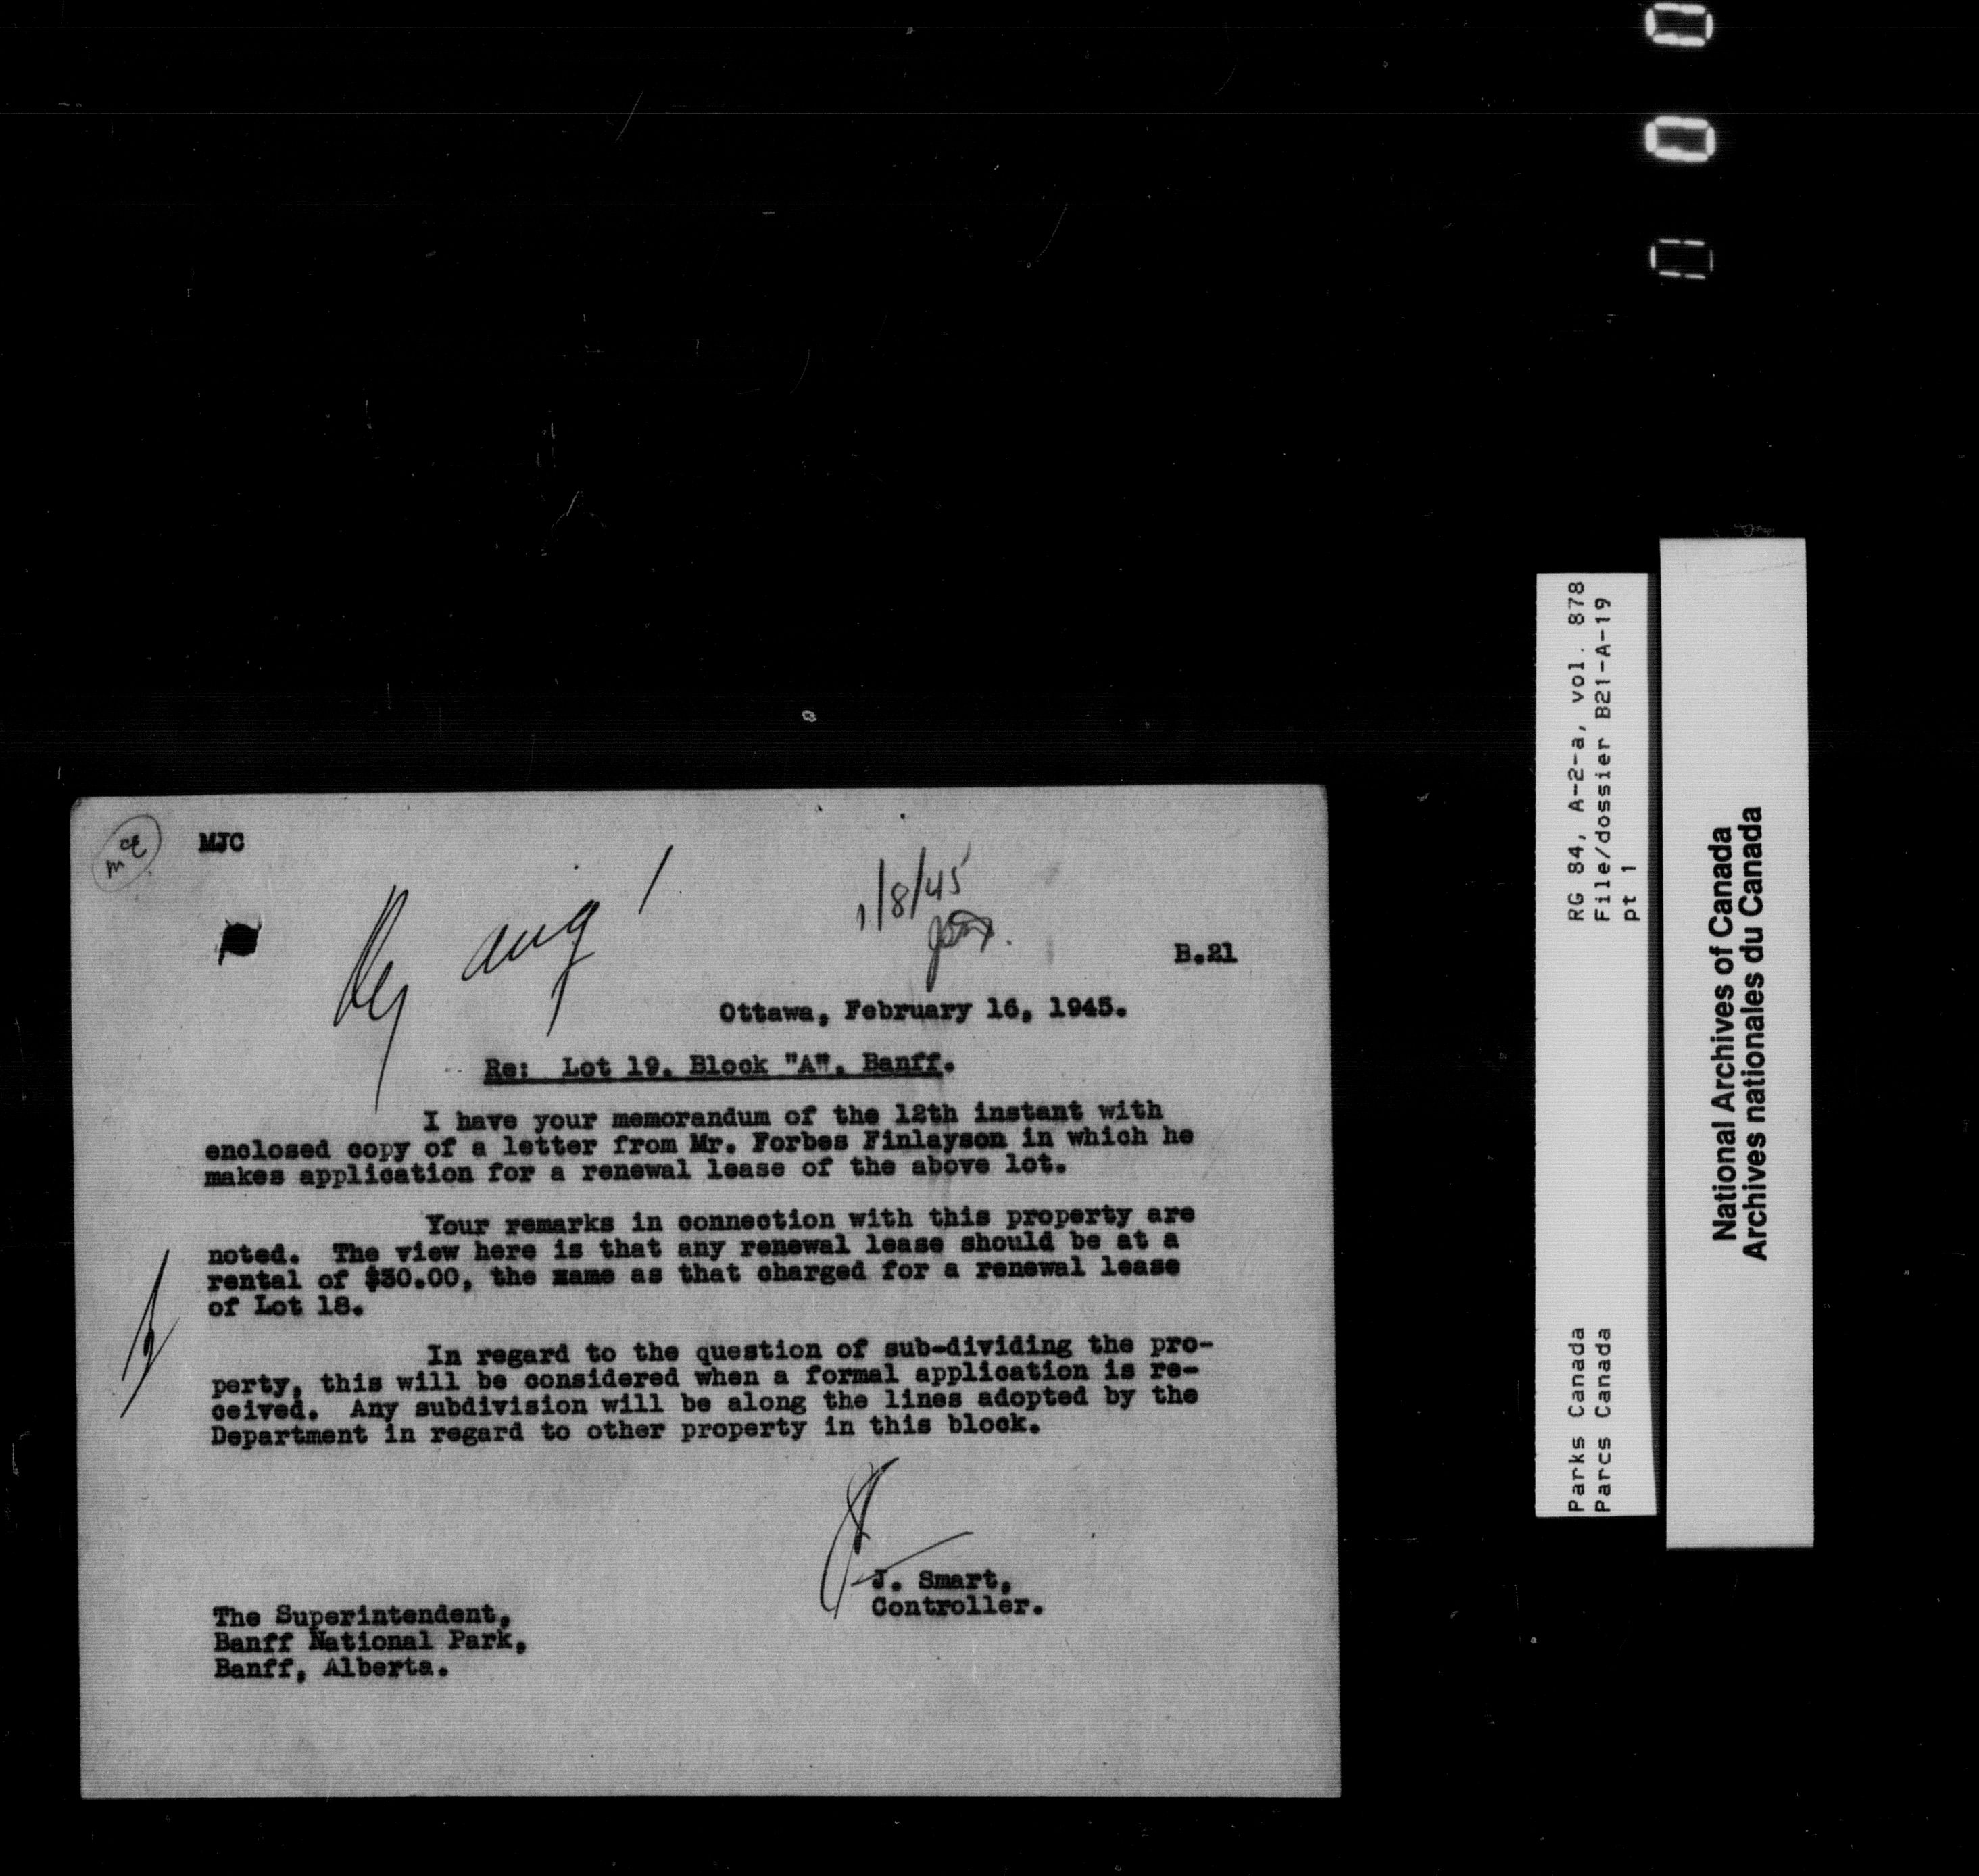 MJC
1/8/45
aug 1
B.21
Ottawa, February 16, 1945.
Re: Lot 19, Block "A", Banff.
I have your memorandum of the 12th instant with
enclosed copy of a letter from Mr. Forbes Finlayson in which he
makes application for a renewal lease of the above lot.
Your remarks in connection with this property are
noted. The view here is that any renewal lease should be at a
rental of $30.00, the same as that charged for a renewal lease
of Lot 18.
In regard to the question of sub-dividing the pro-
perty, this will be considered when a formal application is re-
ceived. Any subdivision will be along the lines adopted by the
Department in regard to other property in this block.
J. Smart,
Controller.
The Superintendent,
Banff National Park,
Banff, Alberta.
Parks Canada RG 84, A-2-a, vol. 878
Parcs Canada File/dossier B21-A-19
pt 1
National Archives of Canada
Archives nationales du Canada